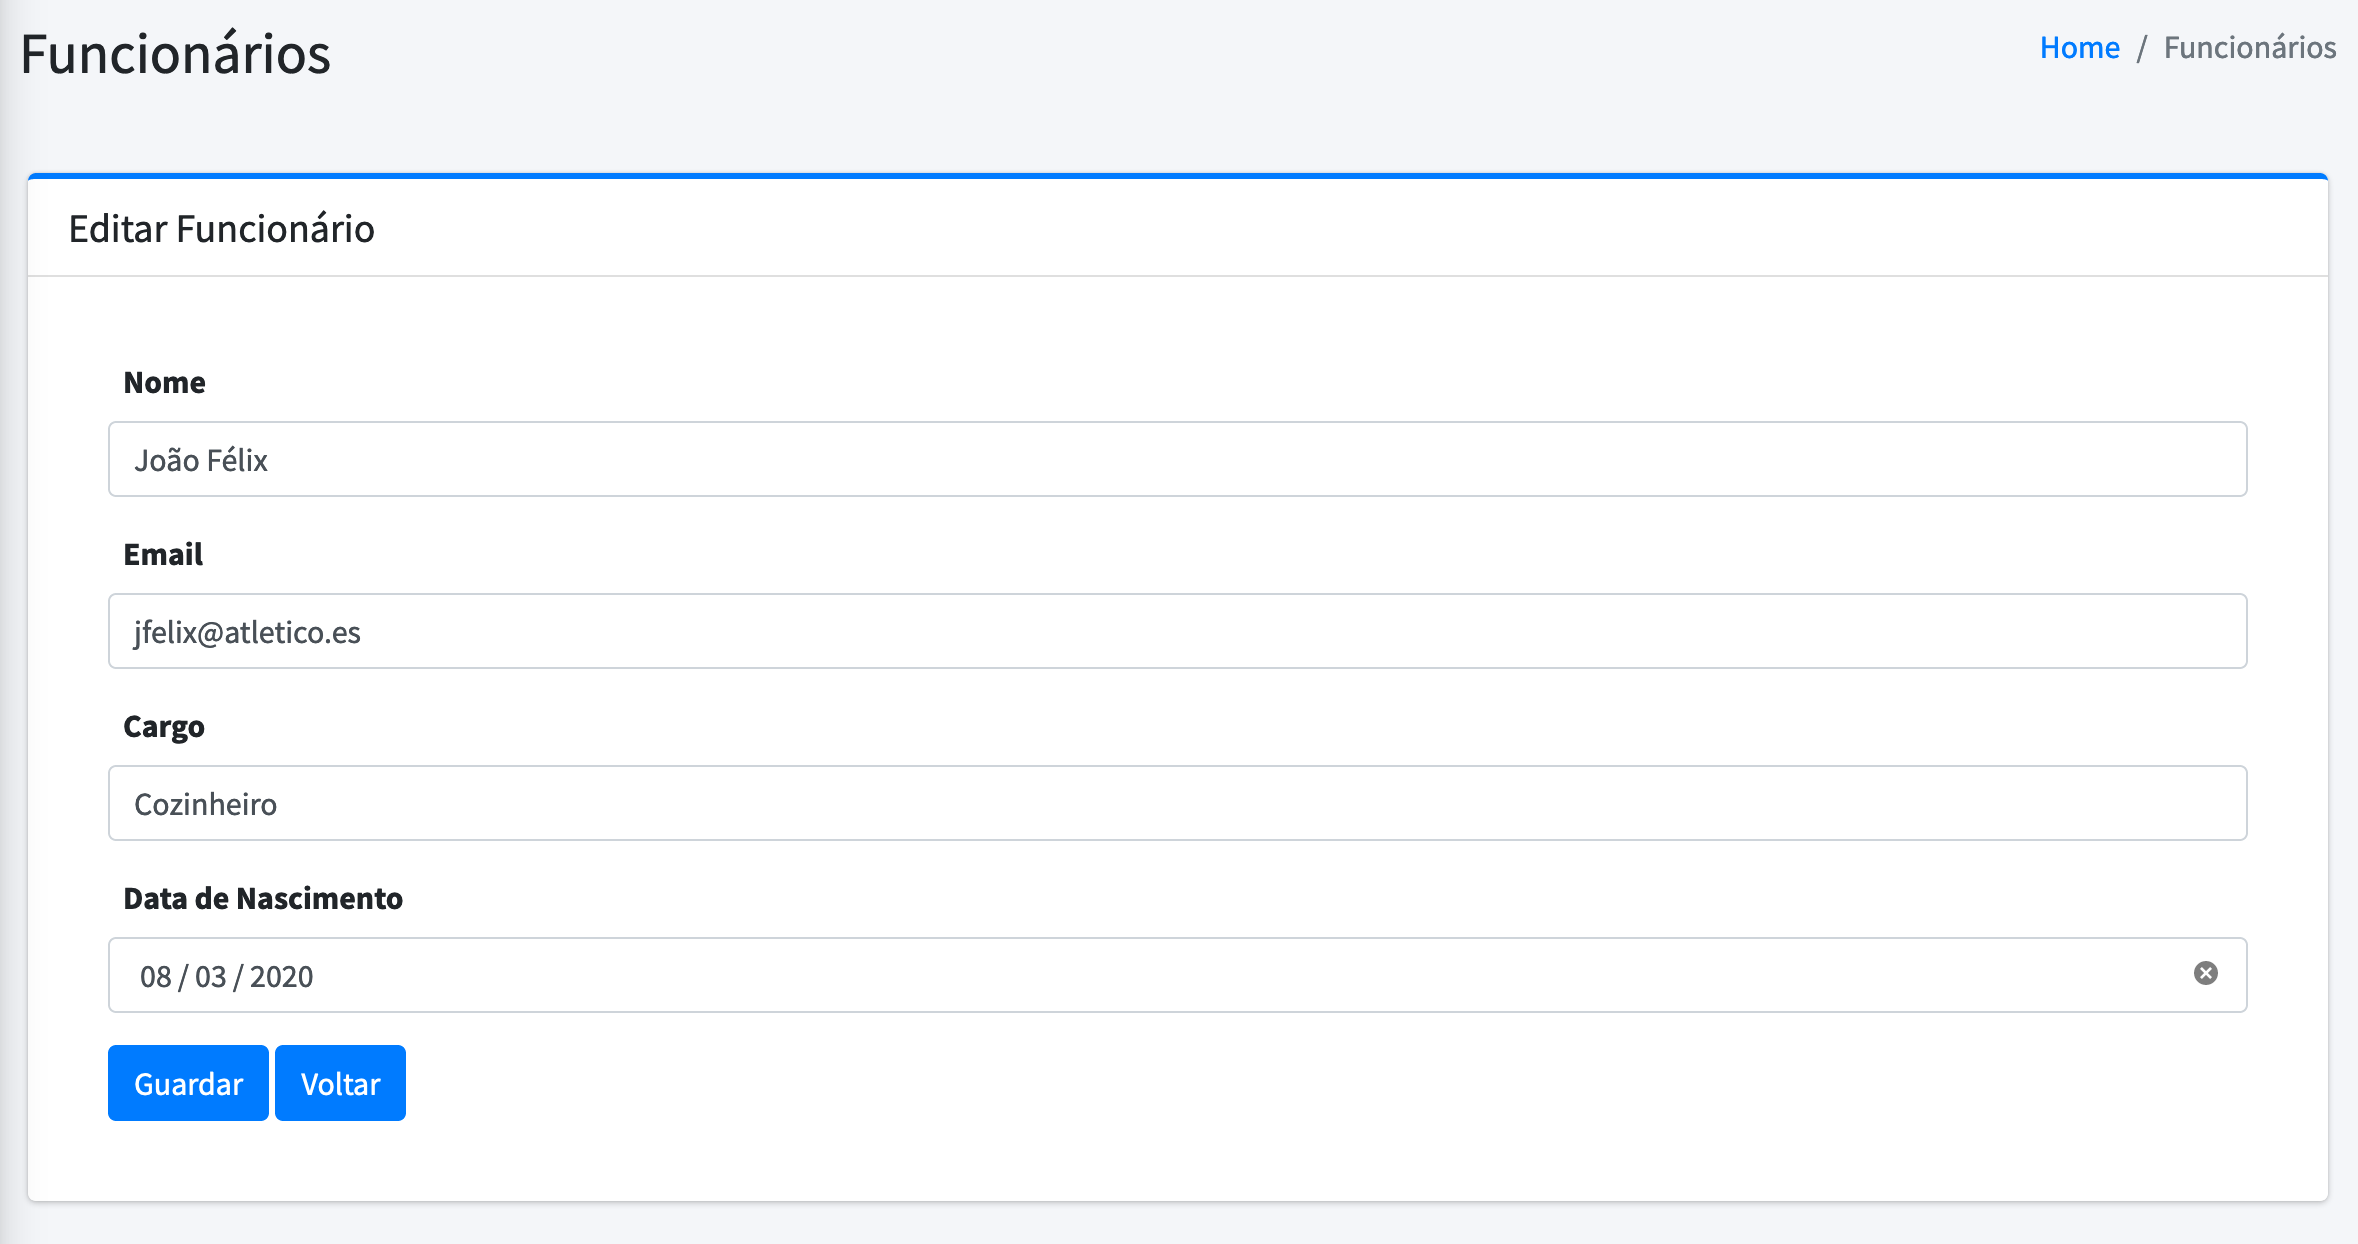 Funcionários
Home / Funcionários
Editar Funcionário
Nome
João Félix
Email
jfelix@atletico.es
Cargo
Cozinheiro
Data de Nascimento
08 / 03 / 2020
Guardar Voltar